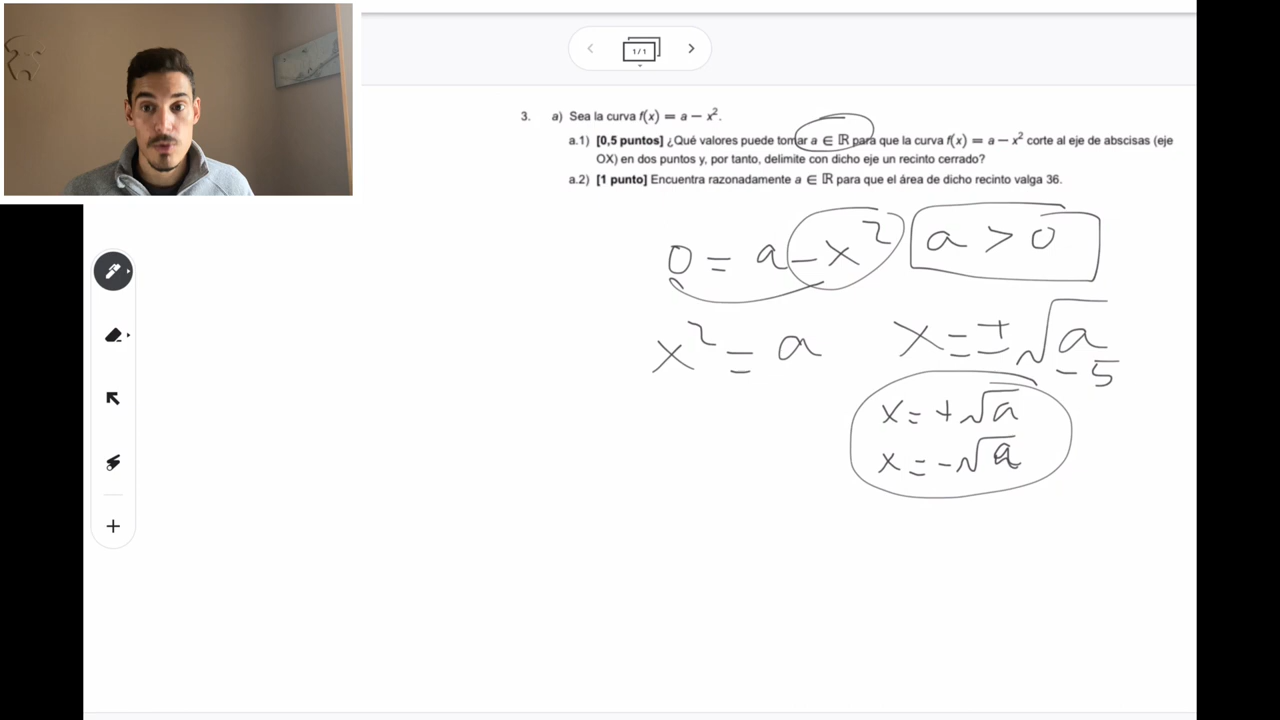 1/1
3. a) Sea la curva f(x) = a − x².
a.1) [0,5 puntos] ¿Qué valores puede tomar a ∈ ℝ para que la curva f(x) = a − x² corte al eje de abscisas (eje
OX) en dos puntos y, por tanto, delimite con dicho eje un recinto cerrado?
a.2) [1 punto] Encuentra razonadamente a ∈ ℝ para que el área de dicho recinto valga 36.
0 = a − x² a > 0
x² = a x = ± √a
−5
x = +√a
x = −√a